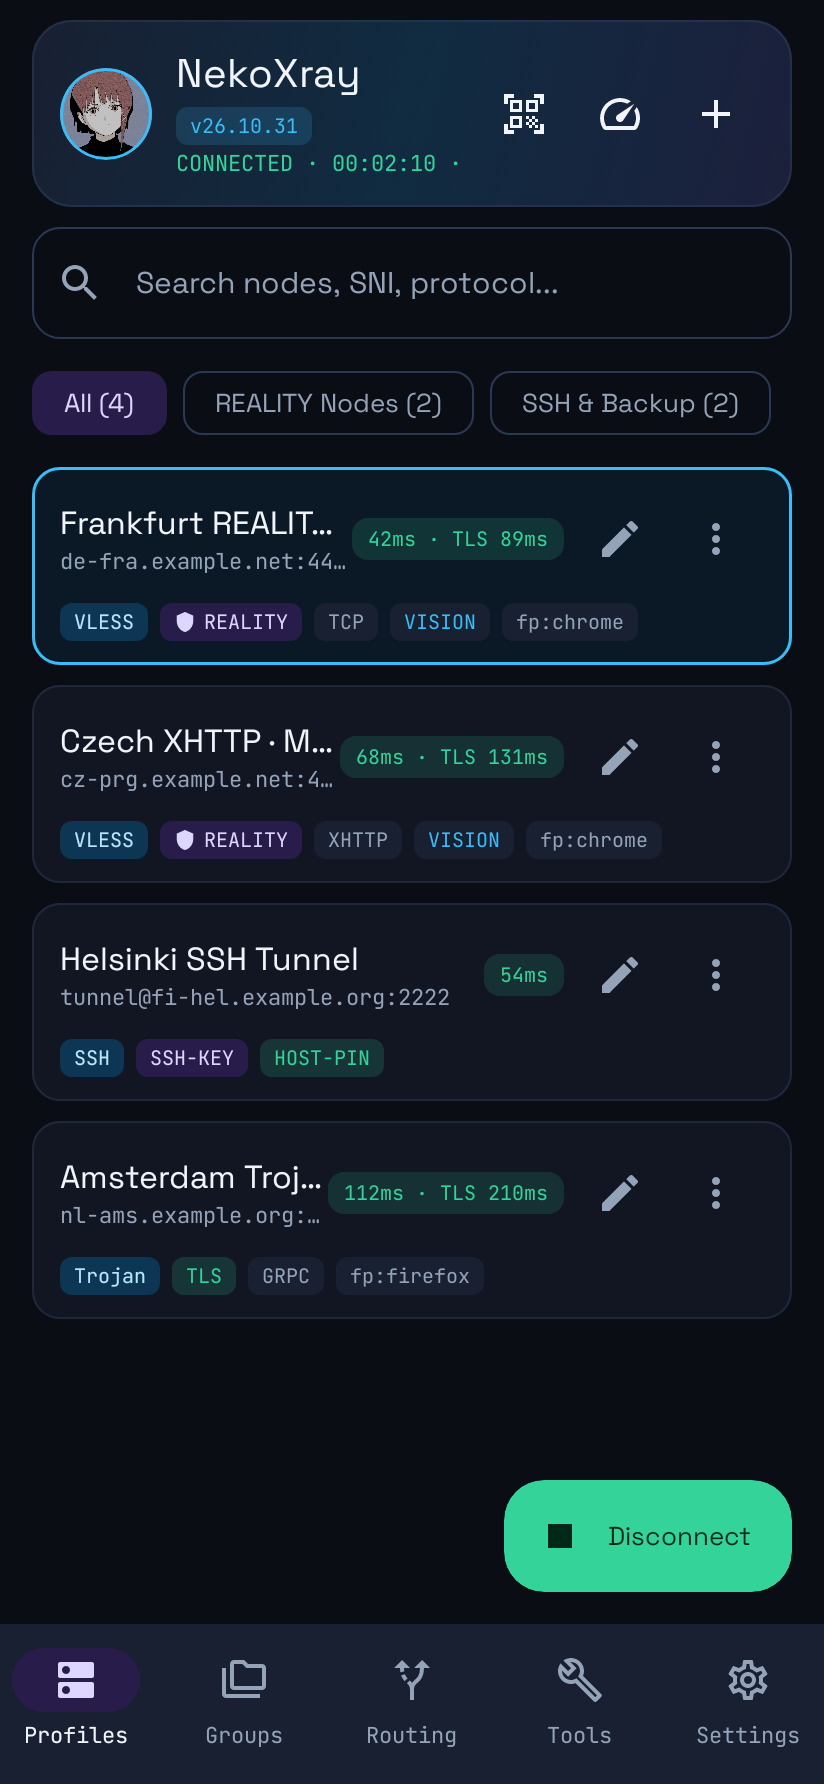 NekoXray
v26.10.31
CONNECTED · 00:02:10 ·
Search nodes, SNI, protocol...
All (4)
REALITY Nodes (2)
SSH & Backup (2)
Frankfurt REALIT...
42ms · TLS 89ms
de-fra.example.net:44...
VLESS
REALITY
TCP
VISION
fp:chrome
Czech XHTTP · M...
68ms · TLS 131ms
cz-prg.example.net:4...
VLESS
REALITY
XHTTP
VISION
fp:chrome
Helsinki SSH Tunnel
54ms
tunnel@fi-hel.example.org:2222
SSH
SSH-KEY
HOST-PIN
Amsterdam Troj...
112ms · TLS 210ms
nl-ams.example.org:...
Trojan
TLS
GRPC
fp:firefox
Disconnect
Profiles
Groups
Routing
Tools
Settings